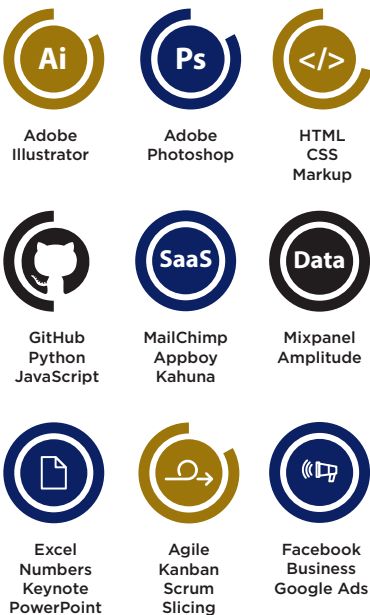 Ai
Ps
</>
Adobe
Illustrator
Adobe
Photoshop
HTML
CSS
Markup
SaaS
Data
GitHub
Python
JavaScript
MailChimp
Appboy
Kahuna
Mixpanel
Amplitude
Excel
Numbers
Keynote
PowerPoint
Agile
Kanban
Scrum
Slicing
Facebook
Business
Google Ads